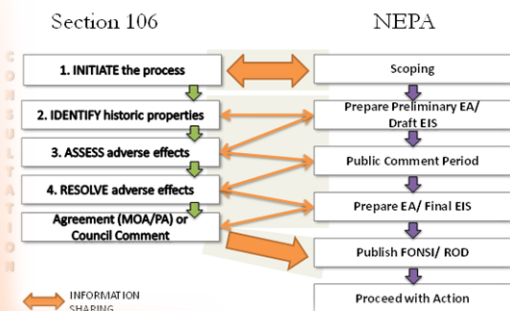 Section 106
NEPA
CONSULTATION
1. INITIATE the process
Scoping
2. IDENTIFY historic properties
Prepare Preliminary EA/
Draft EIS
3. ASSESS adverse effects
Public Comment Period
4. RESOLVE adverse effects
Prepare EA/ Final EIS
Agreement (MOA/PA) or
Council Comment
Publish FONSI/ ROD
Proceed with Action
INFORMATION
SHARING